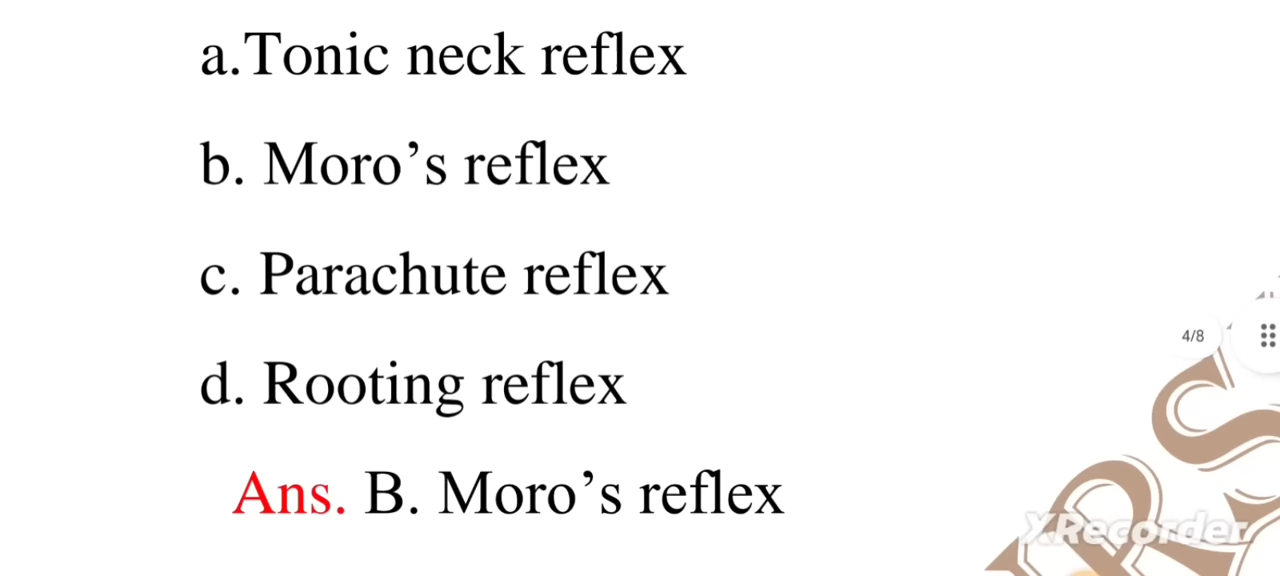 a.Tonic neck reflex
b. Moro’s reflex
c. Parachute reflex
4/8
d. Rooting reflex
Ans. B. Moro’s reflex
XRecorder